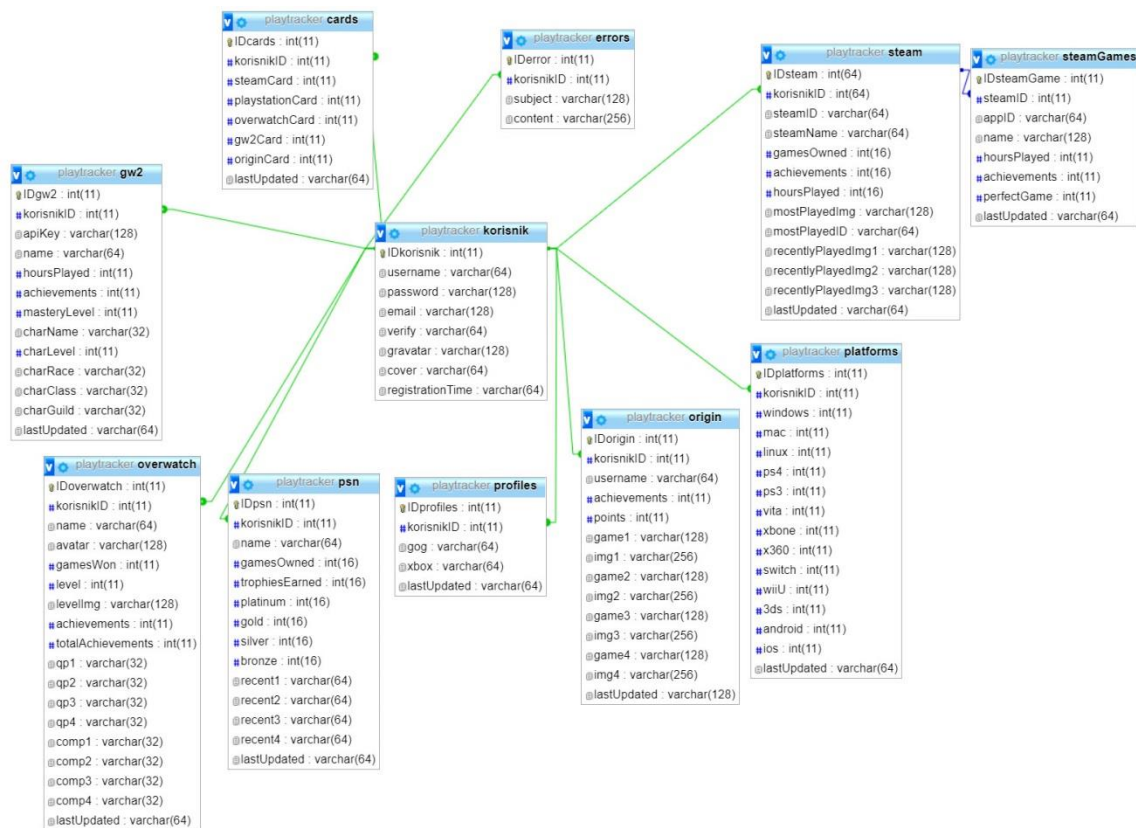 playtracker cards
IDcards : int(11)
korisnikID : int(11)
steamCard : int(11)
playstationCard : int(11)
overwatchCard : int(11)
gw2Card : int(11)
originCard : int(11)
lastUpdated : varchar(64)
playtracker errors
IDerror : int(11)
korisnikID : int(11)
subject : varchar(128)
content : varchar(256)
playtracker steam
IDsteam : int(64)
korisnikID : int(64)
steamID : varchar(64)
steamName : varchar(64)
gamesOwned : int(16)
achievements : int(16)
hoursPlayed : int(16)
mostPlayedImg : varchar(128)
mostPlayedID : varchar(64)
recentlyPlayedImg1 : varchar(128)
recentlyPlayedImg2 : varchar(128)
recentlyPlayedImg3 : varchar(128)
lastUpdated : varchar(64)
playtracker steamGames
IDsteamGame : int(11)
steamID : int(11)
appID : varchar(64)
name : varchar(128)
hoursPlayed : int(11)
achievements : int(11)
perfectGame : int(11)
lastUpdated : varchar(64)
playtracker gw2
IDgw2 : int(11)
korisnikID : int(11)
apiKey : varchar(128)
name : varchar(64)
hoursPlayed : int(11)
achievements : int(11)
masteryLevel : int(11)
charName : varchar(32)
charLevel : int(11)
charRace : varchar(32)
charClass : varchar(32)
charGuild : varchar(32)
lastUpdated : varchar(64)
playtracker korisnik
IDkorisnik : int(11)
username : varchar(64)
password : varchar(128)
email : varchar(128)
verify : varchar(64)
gravatar : varchar(128)
cover : varchar(64)
registrationTime : varchar(64)
playtracker platforms
IDplatforms : int(11)
korisnikID : int(11)
windows : int(11)
mac : int(11)
linux : int(11)
ps4 : int(11)
ps3 : int(11)
vita : int(11)
xbone : int(11)
x360 : int(11)
switch : int(11)
wiiU : int(11)
3ds : int(11)
android : int(11)
ios : int(11)
lastUpdated : varchar(64)
playtracker origin
IDorigin : int(11)
korisnikID : int(11)
username : varchar(64)
achievements : int(11)
points : int(11)
game1 : varchar(128)
img1 : varchar(256)
game2 : varchar(128)
img2 : varchar(256)
game3 : varchar(128)
img3 : varchar(256)
game4 : varchar(128)
img4 : varchar(256)
lastUpdated : varchar(128)
playtracker overwatch
IDoverwatch : int(11)
korisnikID : int(11)
name : varchar(64)
avatar : varchar(128)
gamesWon : int(11)
level : int(11)
levelImg : varchar(128)
achievements : int(11)
totalAchievements : int(11)
qp1 : varchar(32)
qp2 : varchar(32)
qp3 : varchar(32)
qp4 : varchar(32)
comp1 : varchar(32)
comp2 : varchar(32)
comp3 : varchar(32)
comp4 : varchar(32)
lastUpdated : varchar(64)
playtracker psn
IDpsn : int(11)
korisnikID : int(11)
name : varchar(64)
gamesOwned : int(16)
trophiesEarned : int(16)
platinum : int(16)
gold : int(16)
silver : int(16)
bronze : int(16)
recent1 : varchar(64)
recent2 : varchar(64)
recent3 : varchar(64)
recent4 : varchar(64)
lastUpdated : varchar(64)
playtracker profiles
IDprofiles : int(11)
korisnikID : int(11)
gog : varchar(64)
xbox : varchar(64)
lastUpdated : varchar(64)